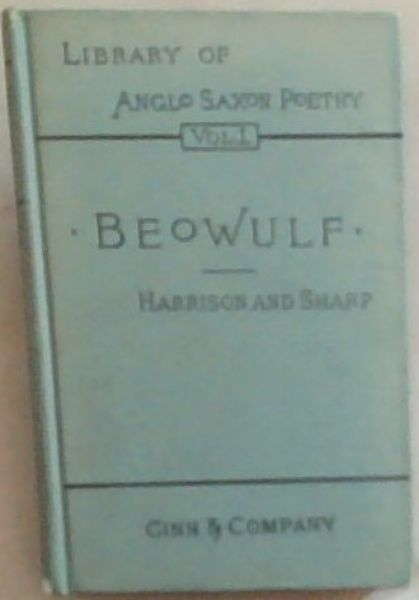 LIBRARY OF
ANGLO SAXON POETRY
VOL. I.
· BEOWULF ·
HARRISON AND SHARP
GINN & COMPANY